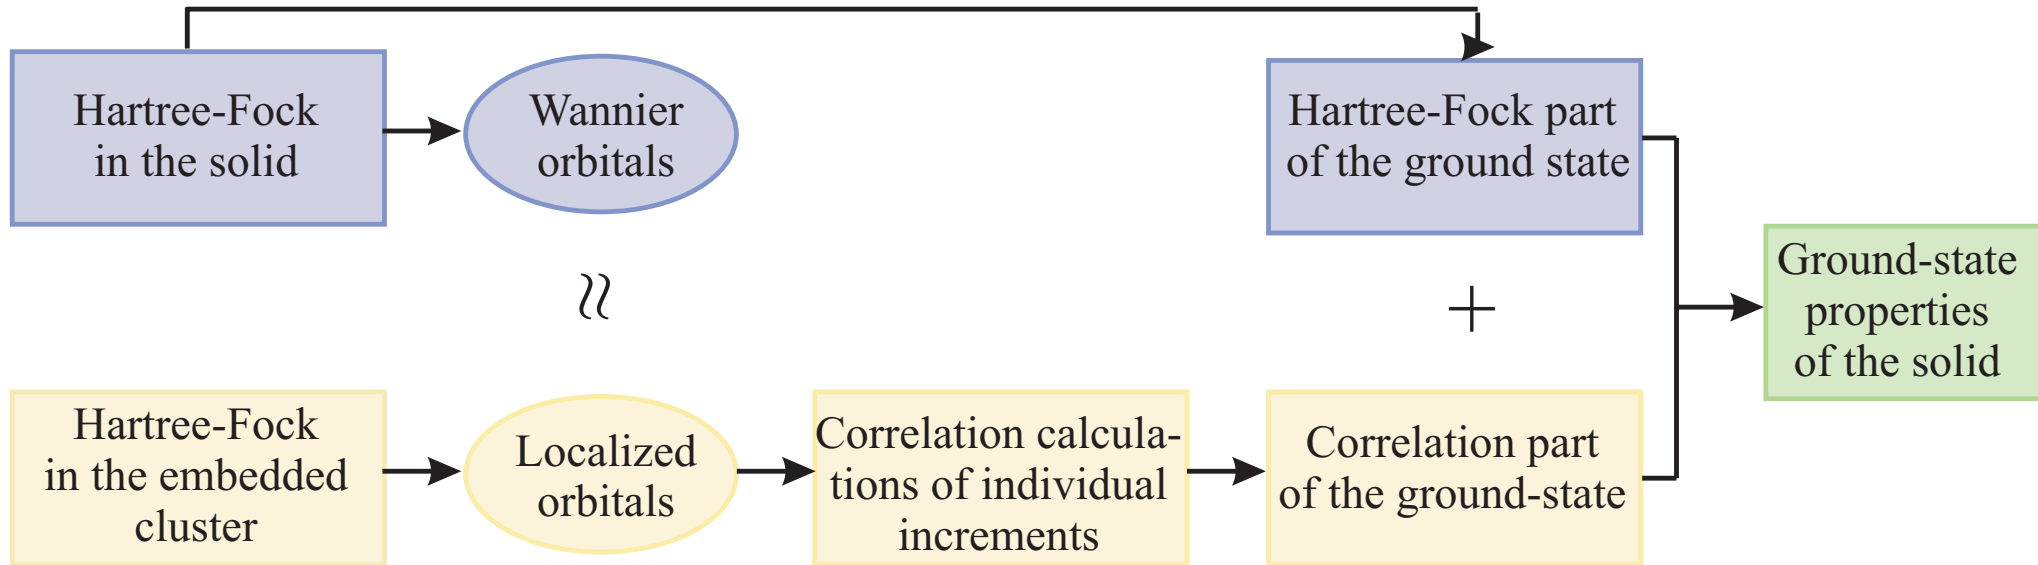 Hartree-Fock
in the solid
Wannier
orbitals
Hartree-Fock part
of the ground state
≈
+
Ground-state
properties
of the solid
Hartree-Fock
in the embedded
cluster
Localized
orbitals
Correlation calcula-
tions of individual
increments
Correlation part
of the ground-state